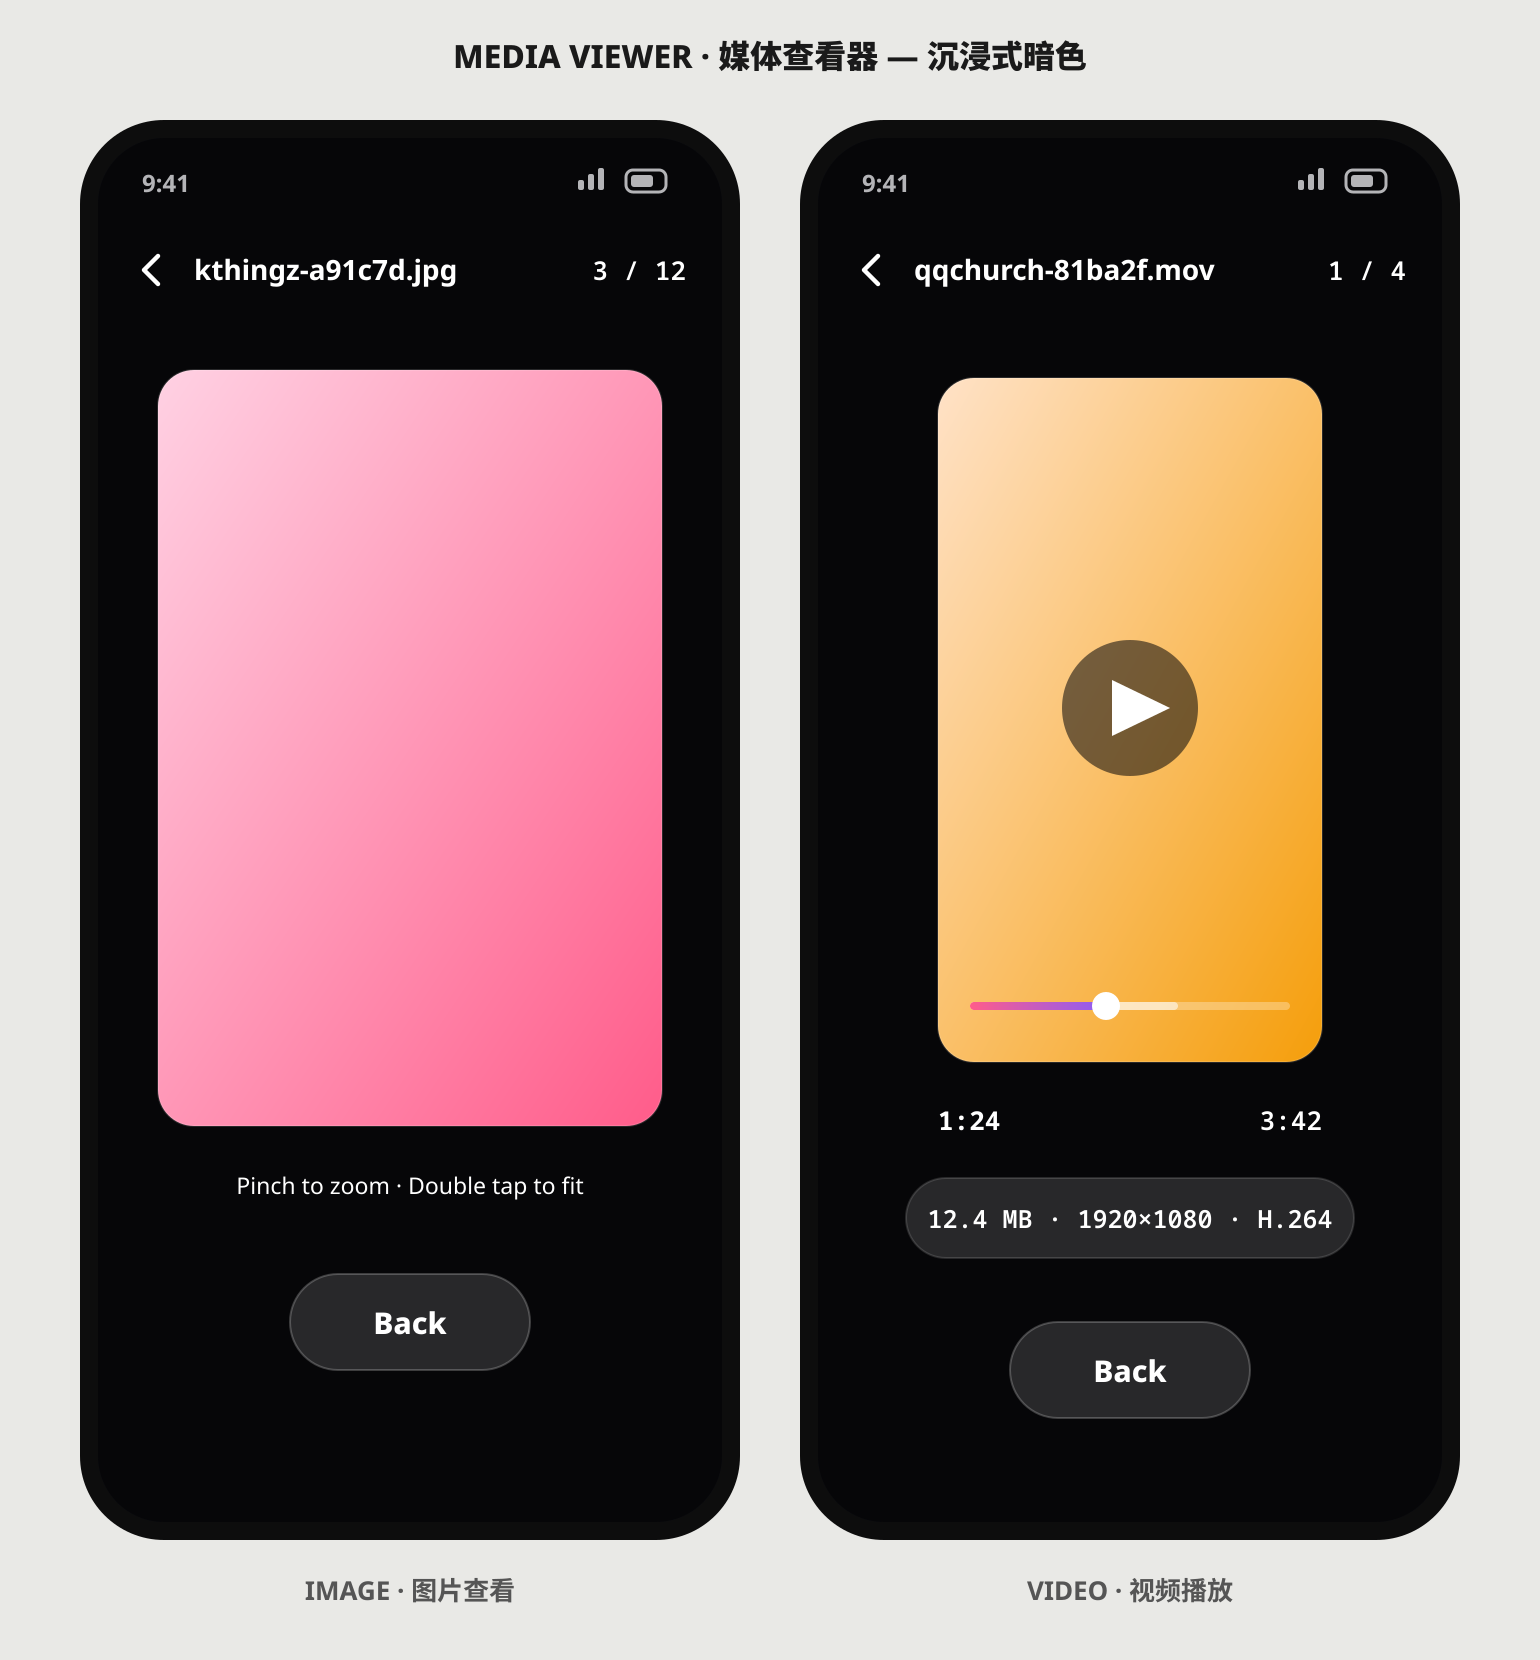 MEDIA VIEWER · 媒体查看器 — 沉浸式暗色
9:41
kthingz-a91c7d.jpg
3 / 12
Pinch to zoom · Double tap to fit
Back
IMAGE · 图片查看
9:41
qqchurch-81ba2f.mov
1 / 4
1:24
3:42
12.4 MB · 1920×1080 · H.264
Back
VIDEO · 视频播放